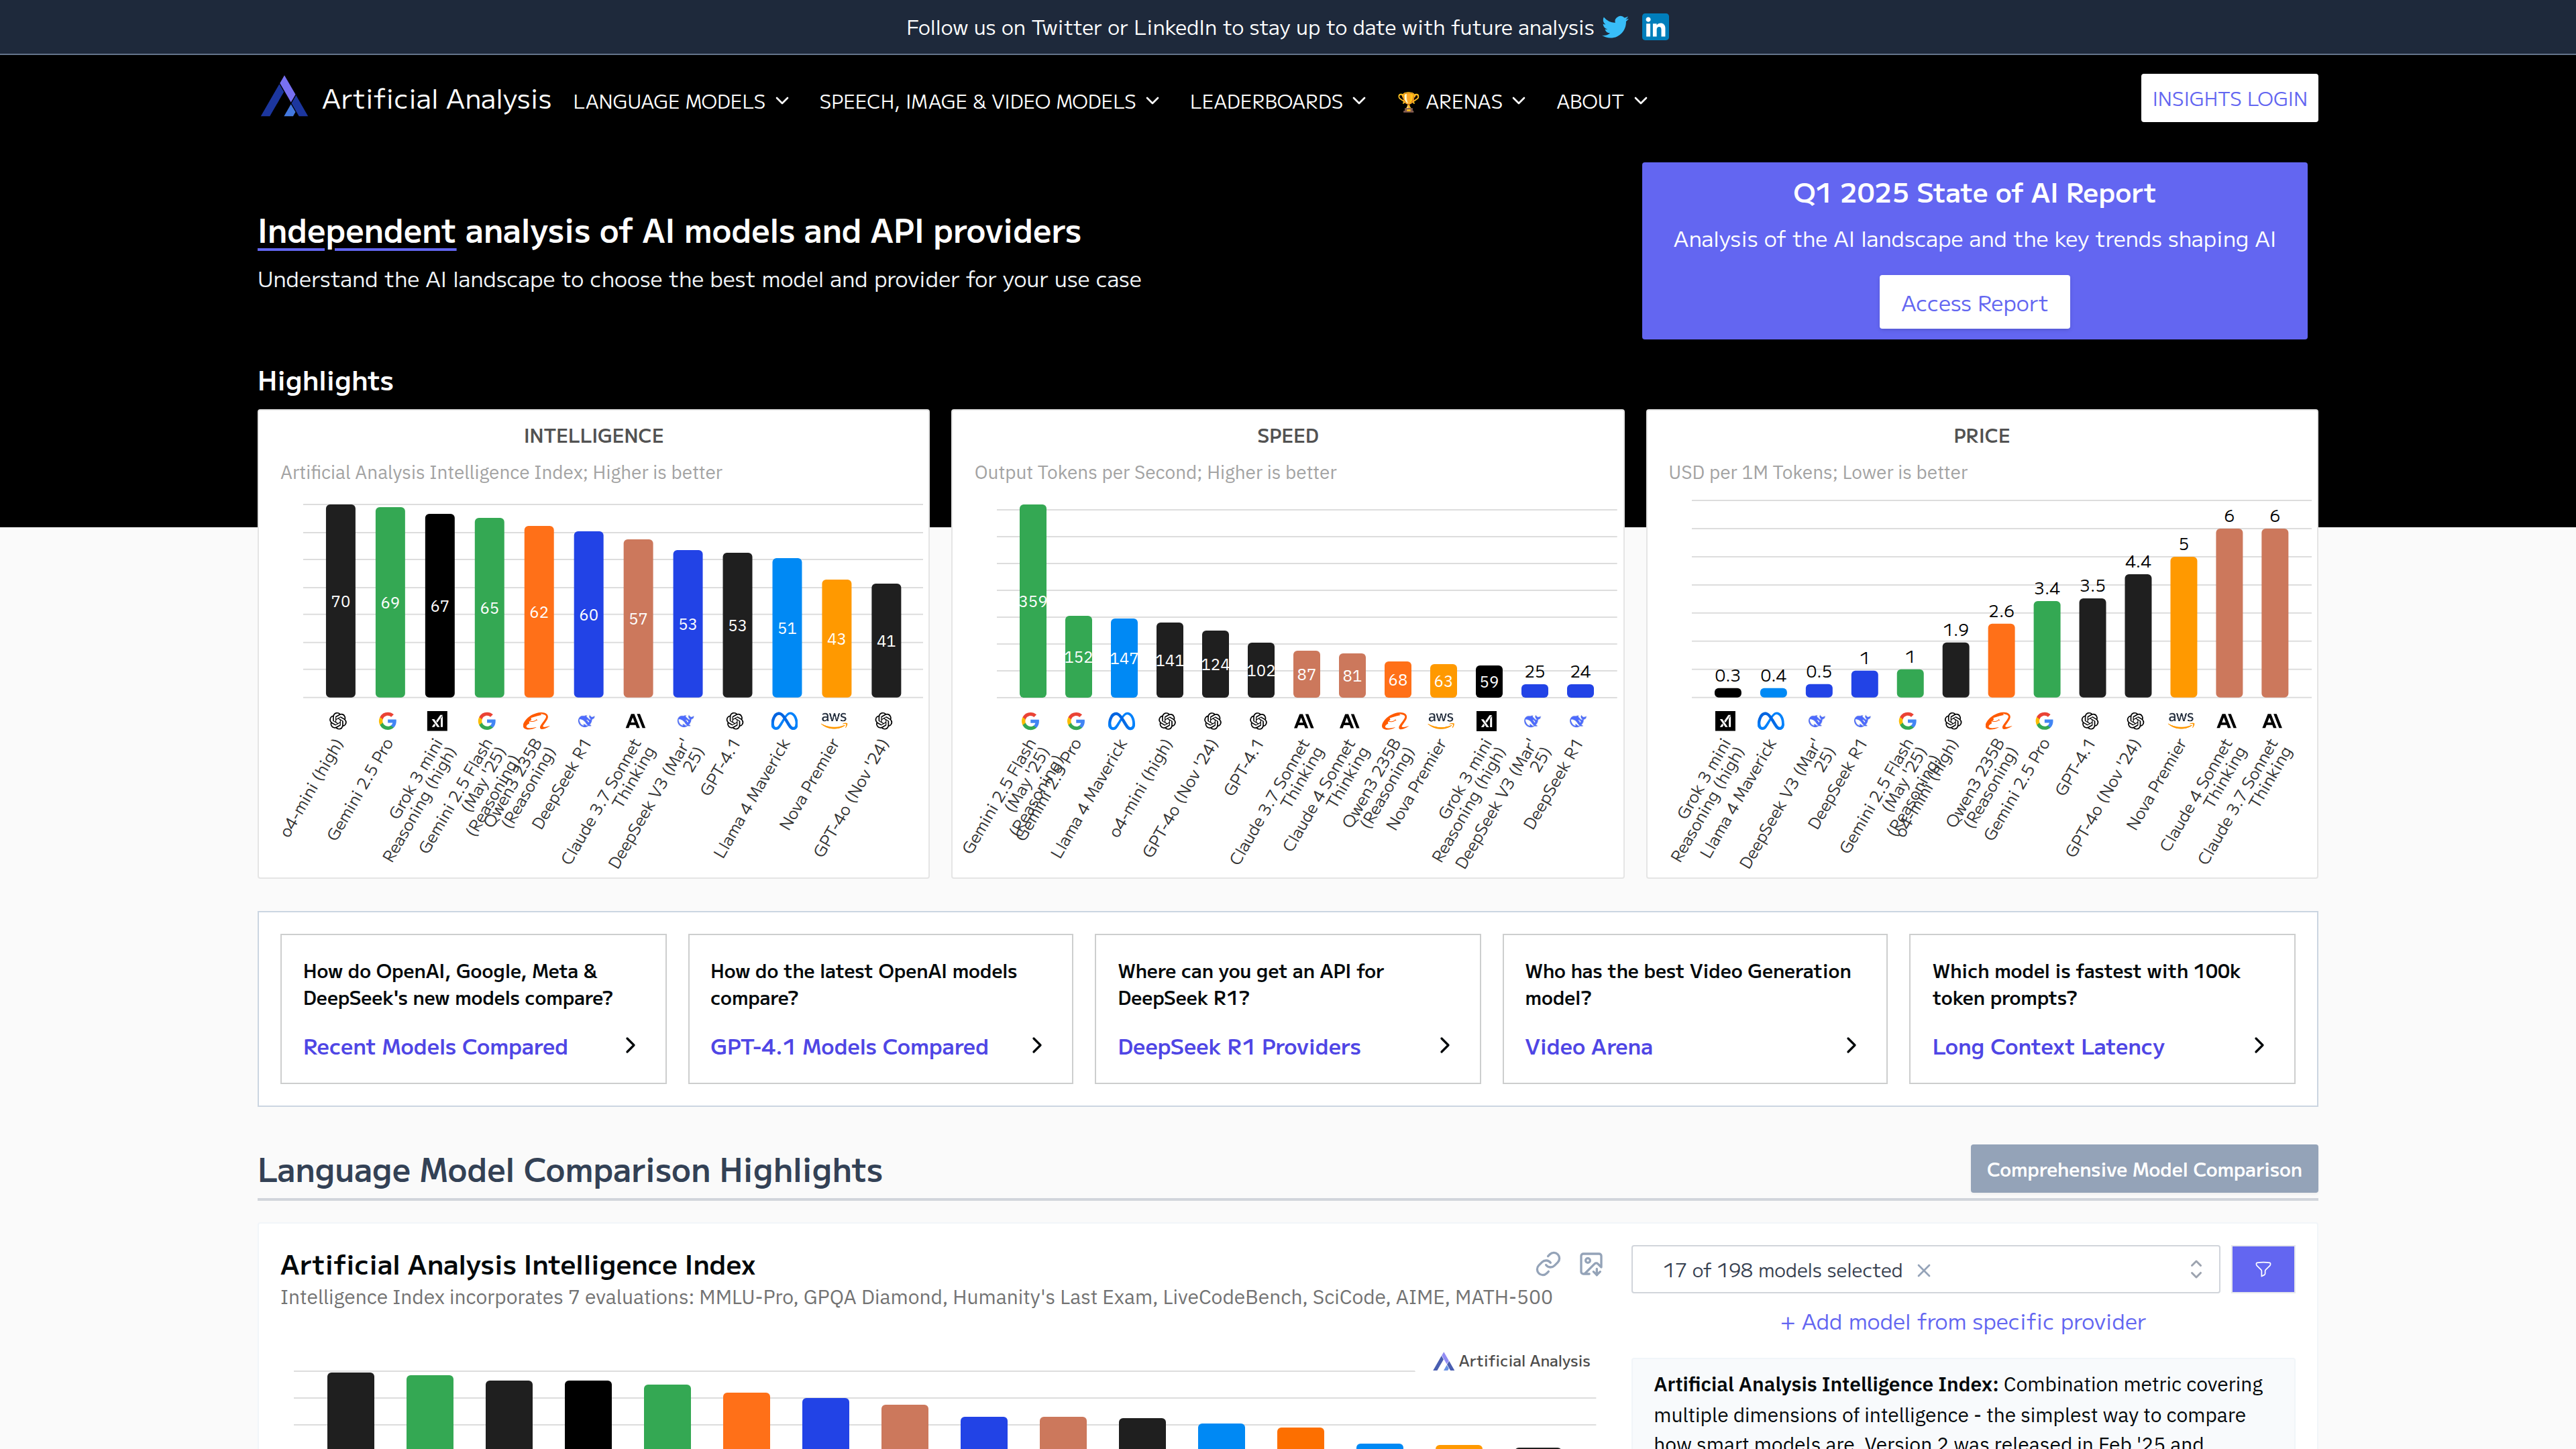 Follow us on Twitter or LinkedIn to stay up to date with future analysis
Artificial Analysis
LANGUAGE MODELS
SPEECH, IMAGE & VIDEO MODELS
LEADERBOARDS
ARENAS
ABOUT
INSIGHTS LOGIN
Independent analysis of AI models and API providers
Understand the AI landscape to choose the best model and provider for your use case
Q1 2025 State of AI Report
Analysis of the AI landscape and the key trends shaping AI
Access Report
Highlights
INTELLIGENCE
Artificial Analysis Intelligence Index; Higher is better
70 69 67 65 62 60 57 53 53 51 43 41
aws
o4-mini (high)
Gemini 2.5 Pro
Grok 3 mini
Reasoning (high)
Gemini 2.5 Flash
(May '25)
(Reasoning)
Qwen3 235B
(Reasoning)
DeepSeek R1
Claude 3.7 Sonnet
Thinking
DeepSeek V3 (Mar'
25)
GPT-4.1
Llama 4 Maverick
Nova Premier
GPT-4o (Nov '24)
SPEED
Output Tokens per Second; Higher is better
359 152 147 141 124 102 87 81 68 63 59 25 24
aws
Gemini 2.5 Flash
(May '25)
(Reasoning)
Gemini 2.5 Pro
Llama 4 Maverick
o4-mini (high)
GPT-4o (Nov '24)
GPT-4.1
Claude 3.7 Sonnet
Thinking
Claude 4 Sonnet
Thinking
Qwen3 235B
(Reasoning)
Nova Premier
Grok 3 mini
Reasoning (high)
DeepSeek V3 (Mar'
25)
DeepSeek R1
PRICE
USD per 1M Tokens; Lower is better
0.3 0.4 0.5 1 1 1.9 2.6 3.4 3.5 4.4 5 6 6
aws
Grok 3 mini
Reasoning (high)
Llama 4 Maverick
DeepSeek V3 (Mar'
25)
DeepSeek R1
Gemini 2.5 Flash
(May '25)
(Reasoning)
o4-mini (high)
Qwen3 235B
(Reasoning)
Gemini 2.5 Pro
GPT-4.1
GPT-4o (Nov '24)
Nova Premier
Claude 4 Sonnet
Thinking
Claude 3.7 Sonnet
Thinking
How do OpenAI, Google, Meta &
DeepSeek's new models compare?
Recent Models Compared
How do the latest OpenAI models
compare?
GPT-4.1 Models Compared
Where can you get an API for
DeepSeek R1?
DeepSeek R1 Providers
Who has the best Video Generation
model?
Video Arena
Which model is fastest with 100k
token prompts?
Long Context Latency
Language Model Comparison Highlights
Comprehensive Model Comparison
Artificial Analysis Intelligence Index
Intelligence Index incorporates 7 evaluations: MMLU-Pro, GPQA Diamond, Humanity's Last Exam, LiveCodeBench, SciCode, AIME, MATH-500
Artificial Analysis
17 of 198 models selected
+ Add model from specific provider
Artificial Analysis Intelligence Index: Combination metric covering
multiple dimensions of intelligence - the simplest way to compare
how smart models are. Version 2 was released in Feb '25 and